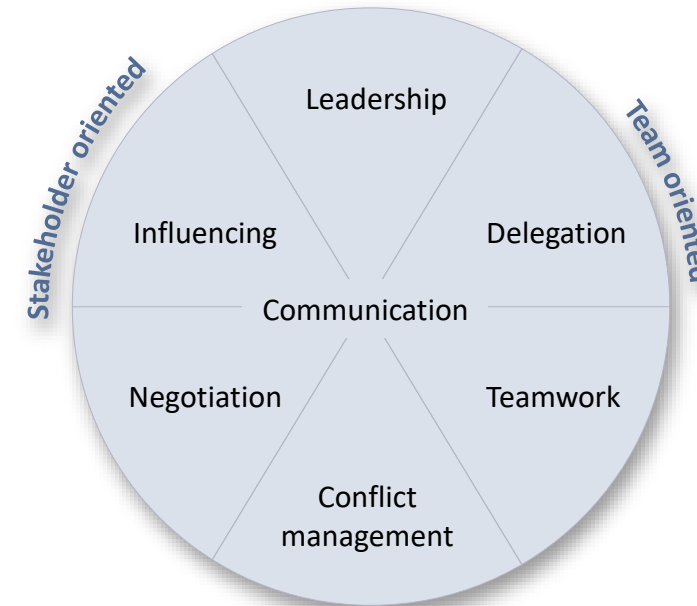 Stakeholder oriented
Team oriented
Leadership
Influencing
Delegation
Communication
Negotiation
Teamwork
Conflict
management